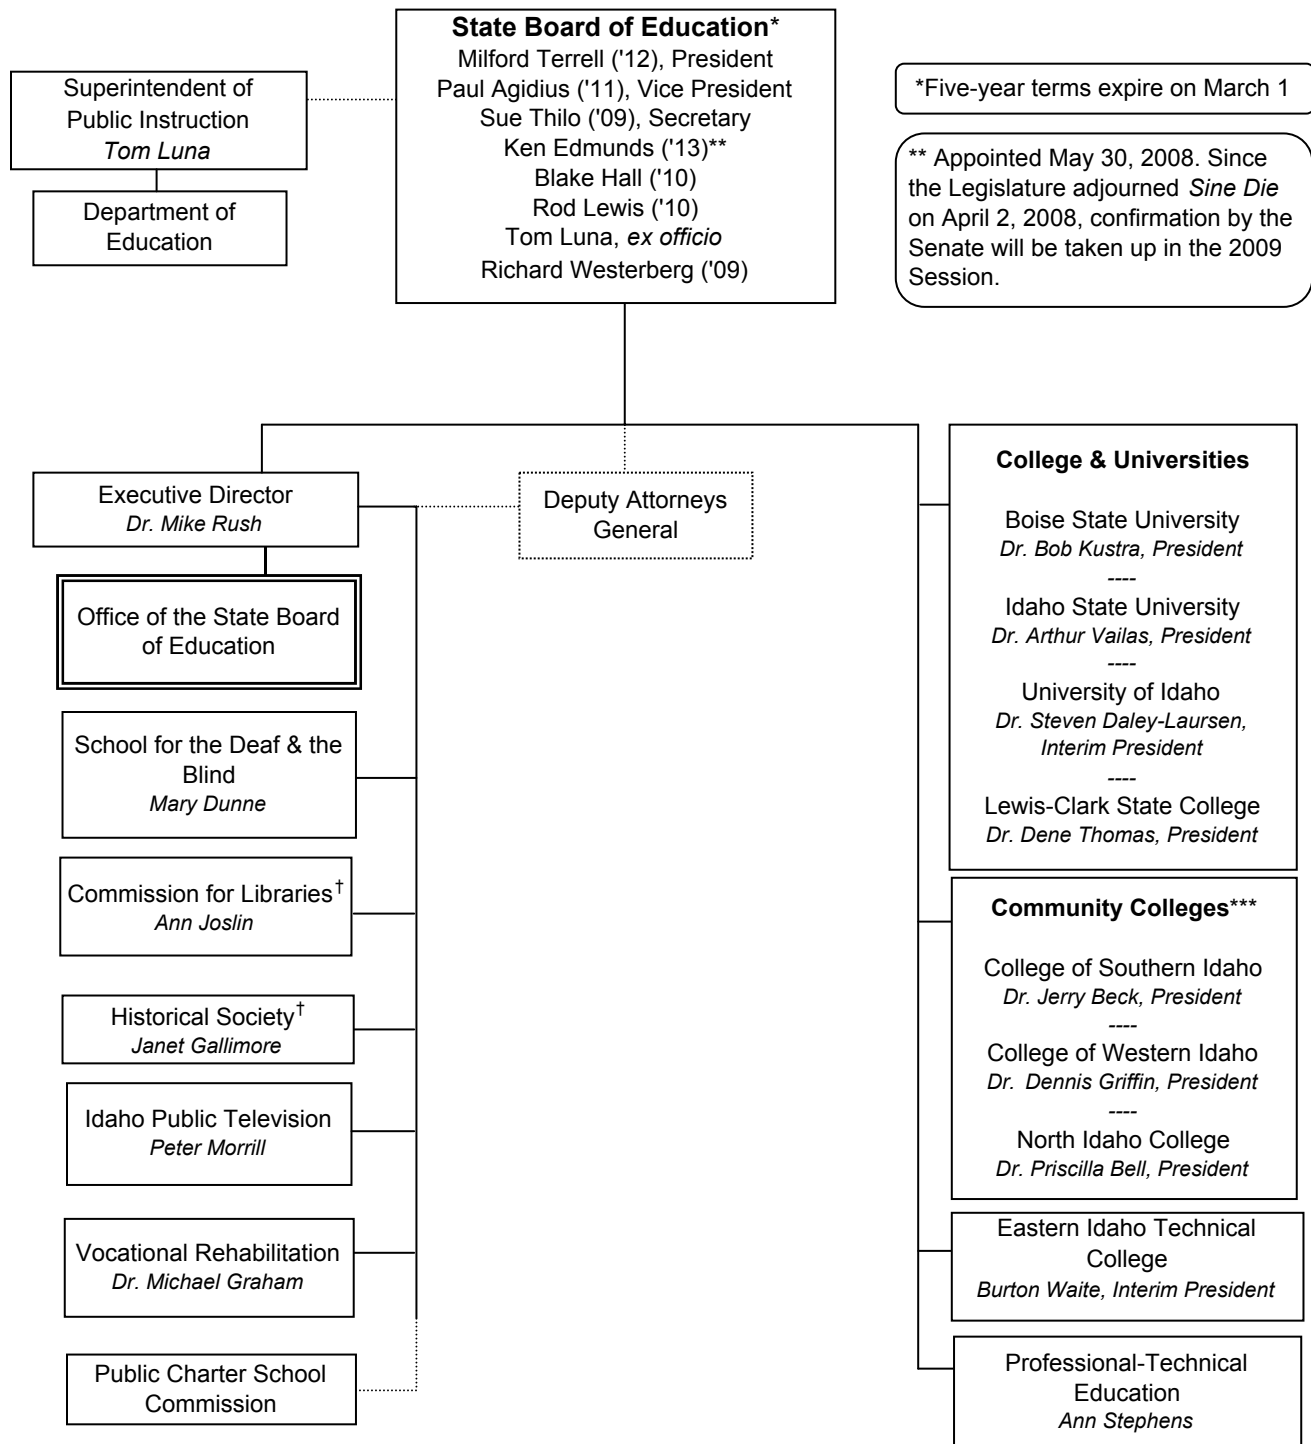 State Board of Education*
Milford Terrell ('12), President
Paul Agidius ('11), Vice President
Sue Thilo ('09), Secretary
Ken Edmunds ('13)**
Blake Hall ('10)
Rod Lewis ('10)
Tom Luna, ex officio
Richard Westerberg ('09)
Superintendent of
Public Instruction
Tom Luna
Department of
Education
*Five-year terms expire on March 1
** Appointed May 30, 2008. Since
the Legislature adjourned Sine Die
on April 2, 2008, confirmation by the
Senate will be taken up in the 2009
Session.
Executive Director
Dr. Mike Rush
Office of the State Board
of Education
School for the Deaf & the
Blind
Mary Dunne
Commission for Libraries†
Ann Joslin
Historical Society†
Janet Gallimore
Idaho Public Television
Peter Morrill
Vocational Rehabilitation
Dr. Michael Graham
Public Charter School
Commission
Deputy Attorneys
General
College & Universities
Boise State University
Dr. Bob Kustra, President
----
Idaho State University
Dr. Arthur Vailas, President
----
University of Idaho
Dr. Steven Daley-Laursen,
Interim President
----
Lewis-Clark State College
Dr. Dene Thomas, President
Community Colleges***
College of Southern Idaho
Dr. Jerry Beck, President
----
College of Western Idaho
Dr. Dennis Griffin, President
----
North Idaho College
Dr. Priscilla Bell, President
Eastern Idaho Technical
College
Burton Waite, Interim President
Professional-Technical
Education
Ann Stephens